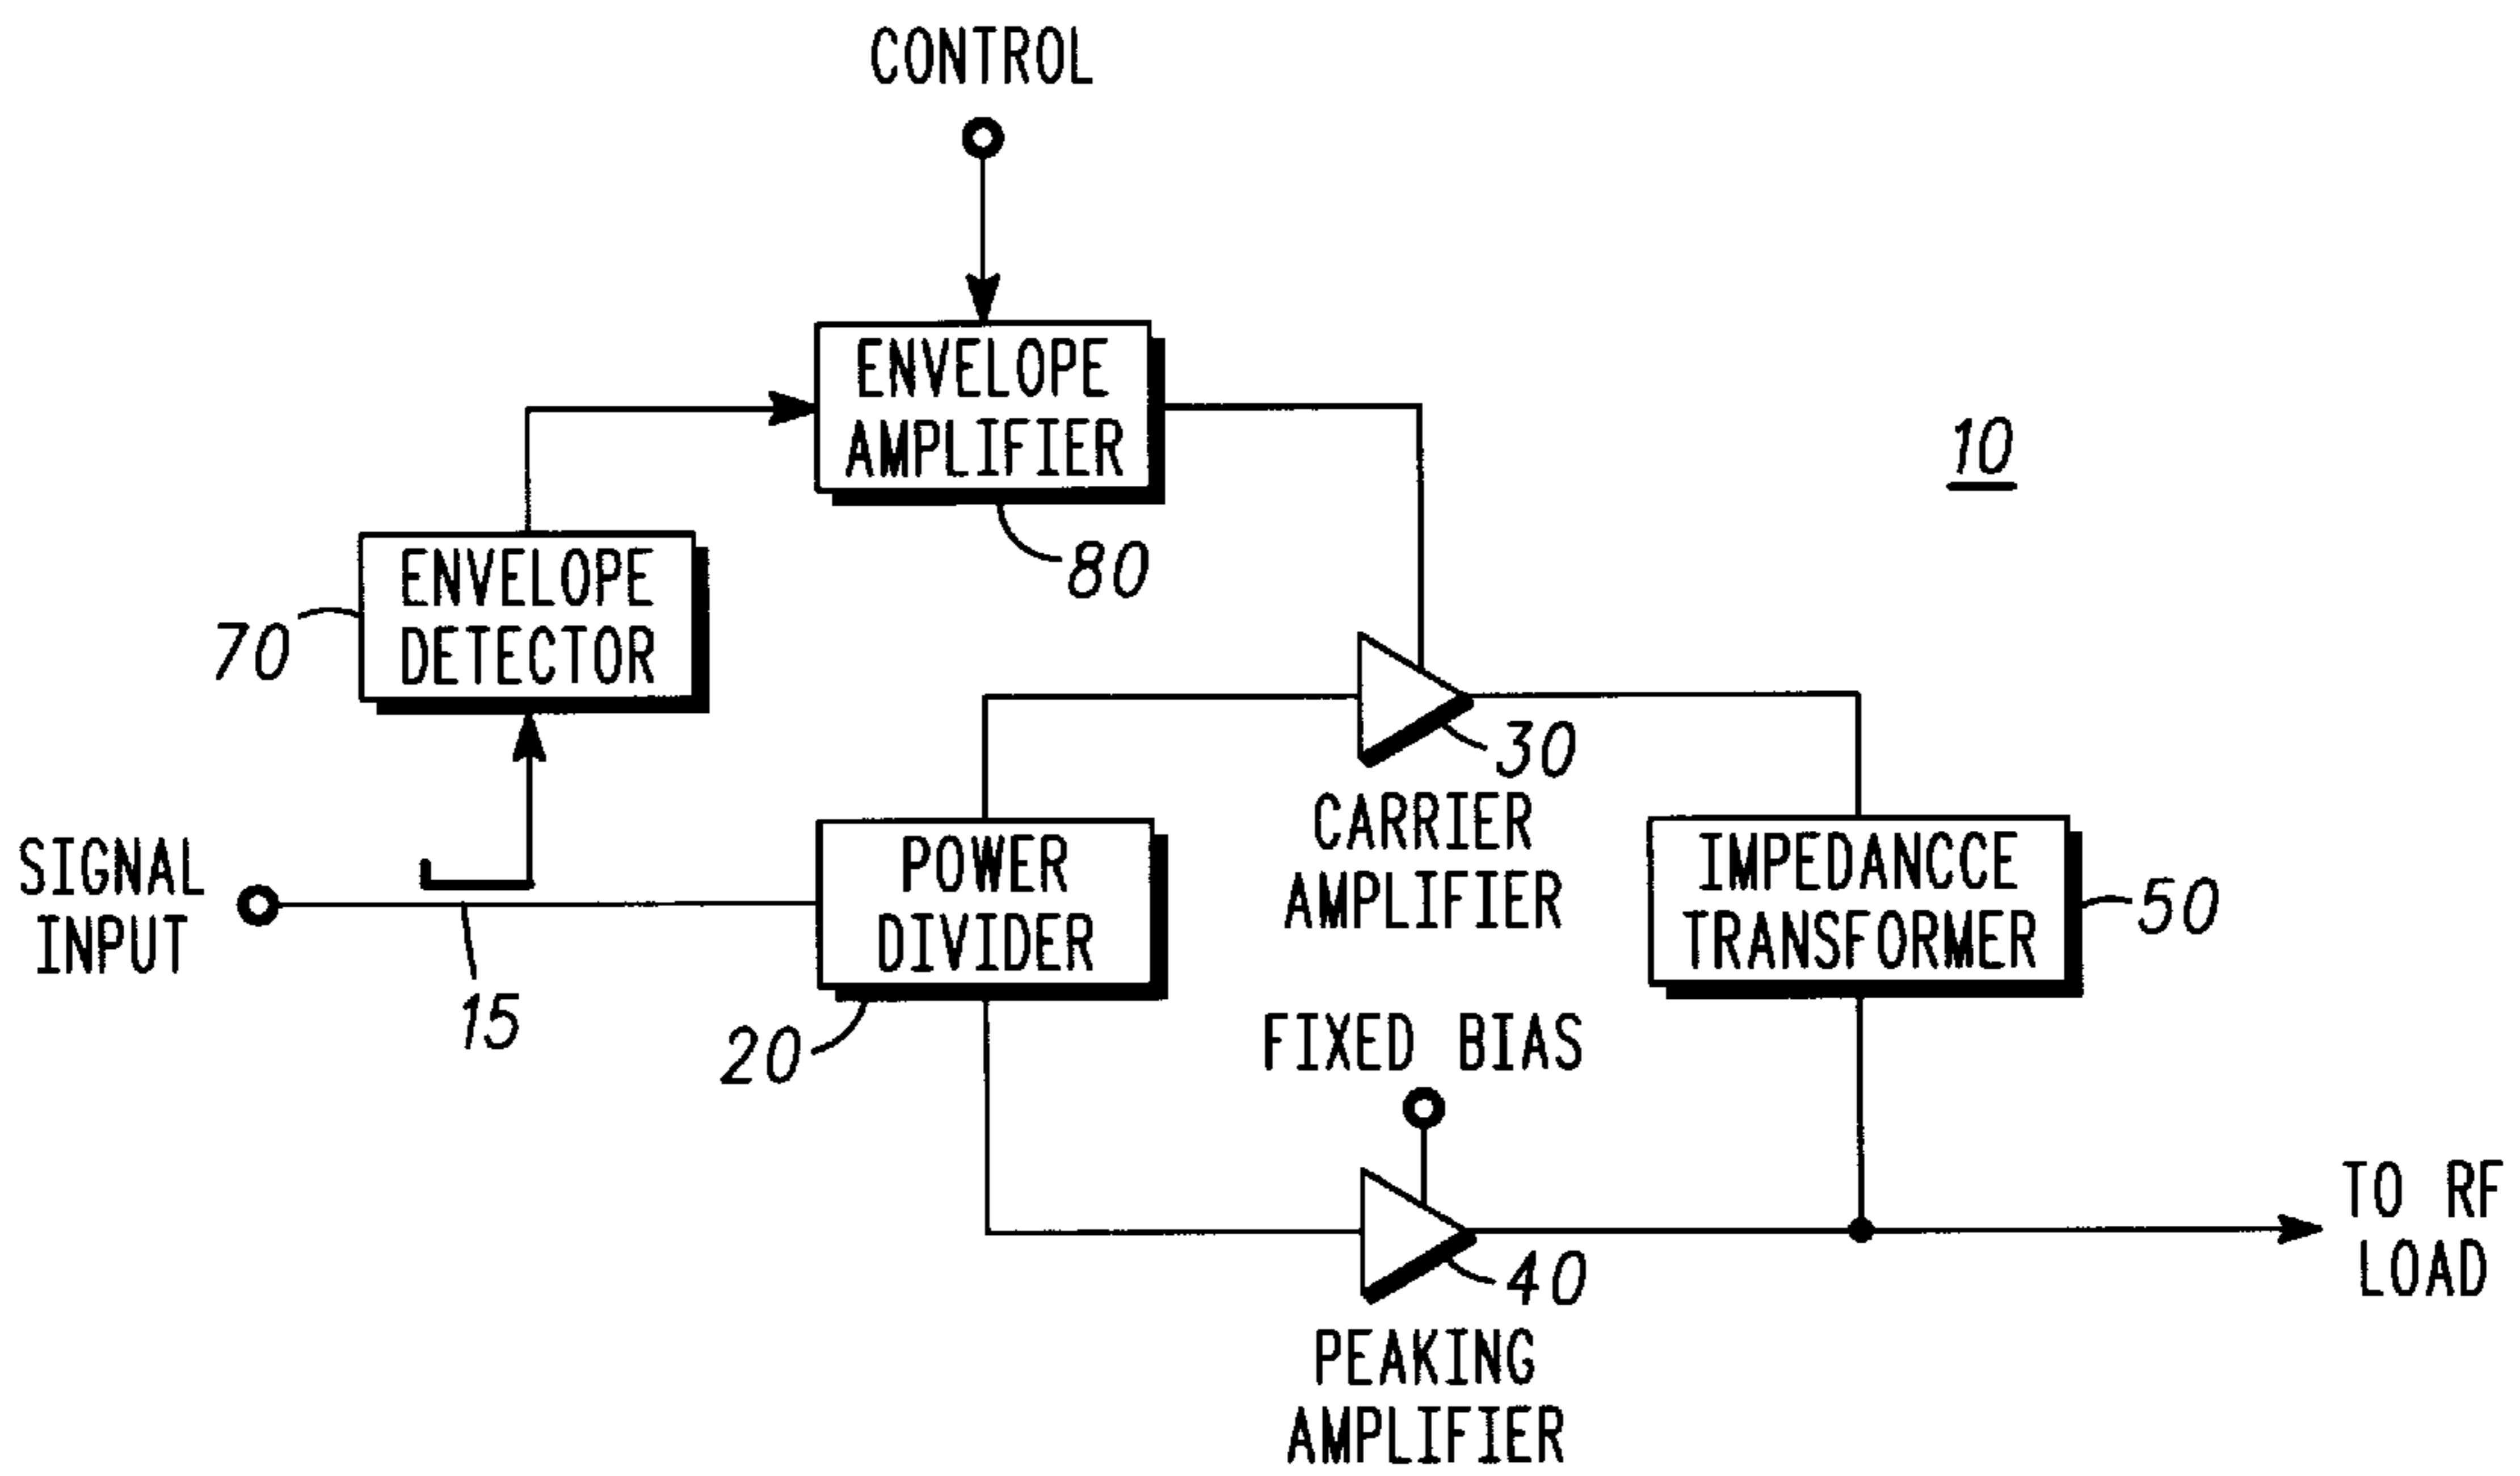 CONTROL
ENVELOPE
AMPLIFIER
10
80
ENVELOPE
DETECTOR
70
30
CARRIER
AMPLIFIER
SIGNAL
INPUT
15
POWER
DIVIDER
20
IMPEDANCCE
TRANSFORMER
50
FIXED BIAS
40
PEAKING
AMPLIFIER
TO RF
LOAD